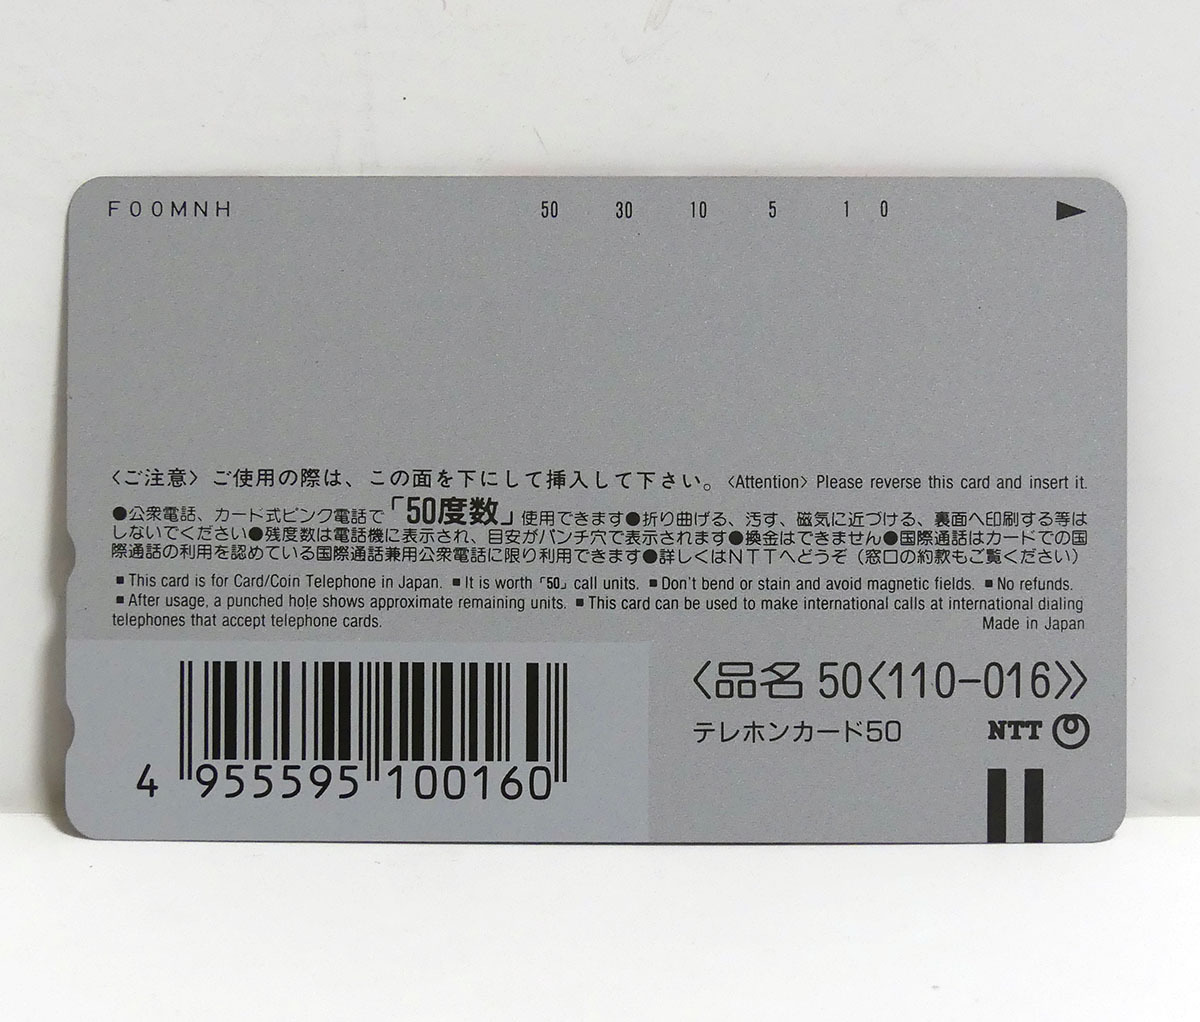 F00MNH 50 30 10 5 1 0 ▶
〈ご注意〉ご使用の際は、この面を下にして挿入して下さい。〈Attention〉Please reverse this card and insert it.
●公衆電話、カード式ピンク電話で「50度数」使用できます●折り曲げる、汚す、磁気に近づける、裏面へ印刷する等は
しないでください●残度数は電話機に表示され、目安がパンチ穴で表示されます●換金はできません●国際通話はカードでの国
際通話の利用を認めている国際通話兼用公衆電話に限り利用できます●詳しくはNTTへどうぞ（窓口の約款もご覧ください）
■This card is for Card/Coin Telephone in Japan. ■It is worth「50」call units. ■Don't bend or stain and avoid magnetic fields. ■No refunds.
■After usage, a punched hole shows approximate remaining units. ■This card can be used to make international calls at international dialing
telephones that accept telephone cards.
Made in Japan
〈品名 50〈110-016〉〉
テレホンカード50
NTT
4 955595 100160